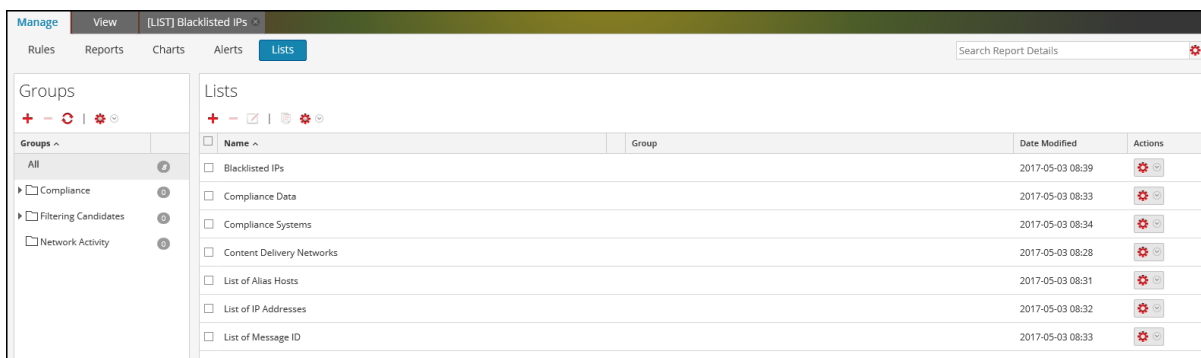 Manage View [LIST] Blacklisted IPs
Rules Reports Charts Alerts Lists Search Report Details
Groups
Lists
Groups
Name Group Date Modified Actions
All
Blacklisted IPs 2017-05-03 08:39
Compliance 0
Compliance Data 2017-05-03 08:33
Filtering Candidates 0
Compliance Systems 2017-05-03 08:34
Network Activity 0
Content Delivery Networks 2017-05-03 08:28
List of Alias Hosts 2017-05-03 08:31
List of IP Addresses 2017-05-03 08:32
List of Message ID 2017-05-03 08:33